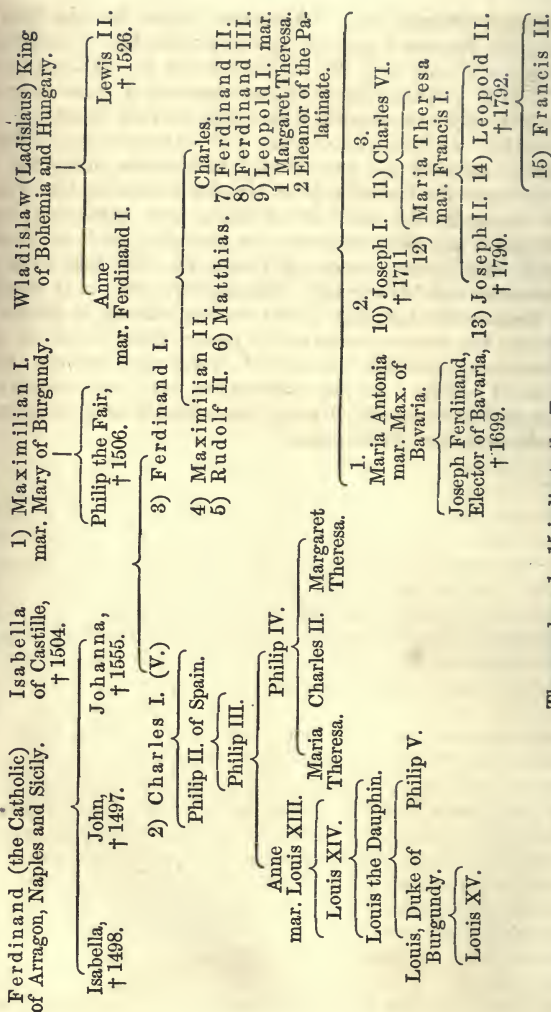 Ferdinand (the Catholic)
of Arragon, Naples and Sicily.
Isabella
of Castille,
† 1504.
1) Maximilian I.
mar. Mary of Burgundy.
Wladislaw (Ladislaus) King
of Bohemia and Hungary.
Isabella,
† 1498.
John,
† 1497.
Johanna,
† 1555.
Philip the Fair,
† 1506.
Anne
mar. Ferdinand I.
Lewis II.
† 1526.
2) Charles I. (V.)
3) Ferdinand I.
Philip II. of Spain.
Philip III.
4) Maximilian II.
5) Rudolf II. 6) Matthias.
Charles.
7) Ferdinand II.
8) Ferdinand III.
9) Leopold I. mar.
1 Margaret Theresa.
2 Eleanor of the Pa-
latinate.
Anne
mar. Louis XIII.
Philip IV.
Louis XIV.
Maria
Theresa.
Charles II.
Margaret
Theresa.
Louis the Dauphin.
Louis, Duke of
Burgundy.
Philip V.
Louis XV.
1.
Maria Antonia
mar. Max. of
Bavaria.
2.
10) Joseph I.
† 1711
3.
11) Charles VI.
Joseph Ferdinand,
Elector of Bavaria,
† 1699.
12) Maria Theresa
mar. Francis I.
13) Joseph II.
† 1790.
14) Leopold II.
† 1792.
15) Francis II.